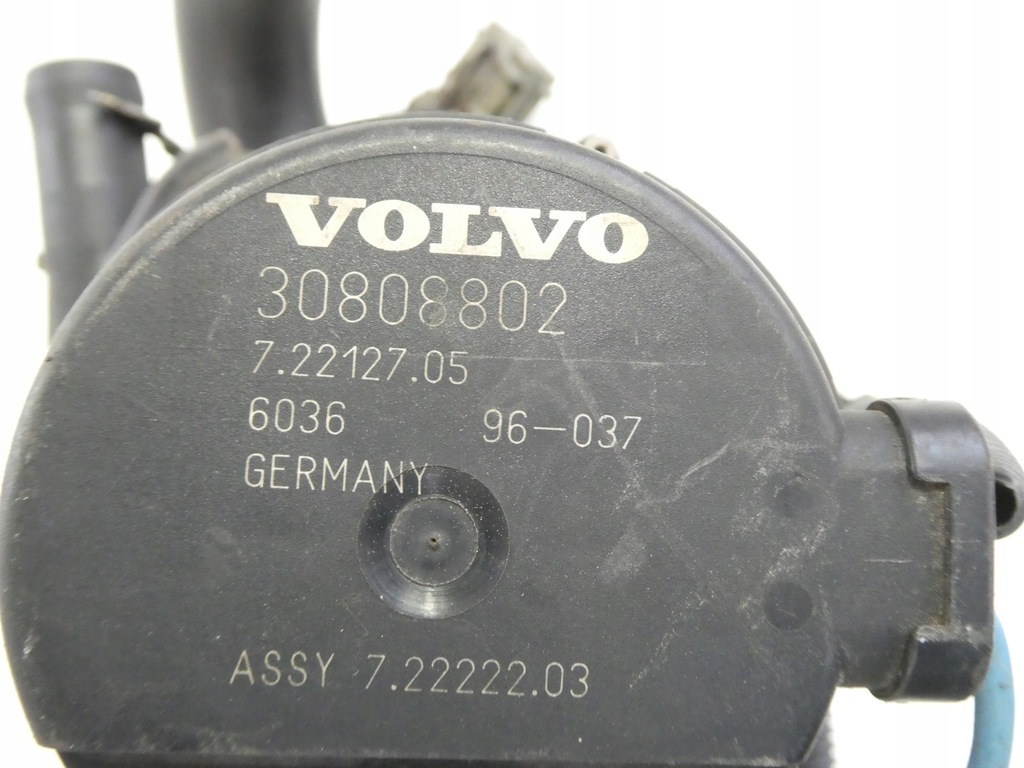 VOLVO
30808802
7.22127.05
6036 96-037
GERMANY
ASSY 7.22222.03